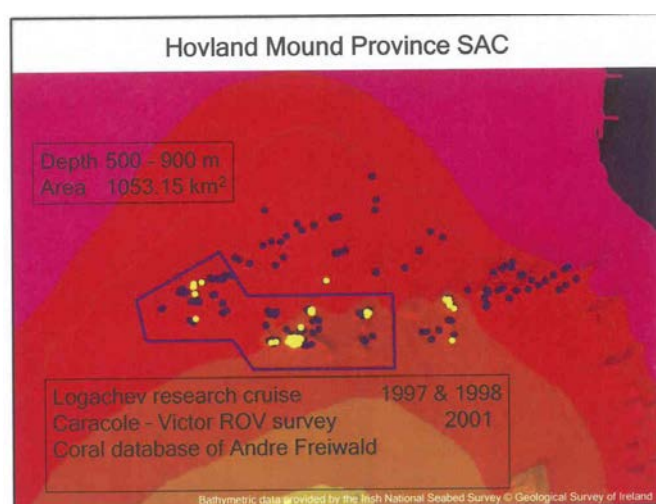 Hovland Mound Province SAC
Depth 500 - 900 m
Area 1053.15 km²
Logachev research cruise 1997 & 1998
Caracole - Victor ROV survey 2001
Coral database of Andre Freiwald
Bathymetric data provided by the Irish National Seabed Survey © Geological Survey of Ireland